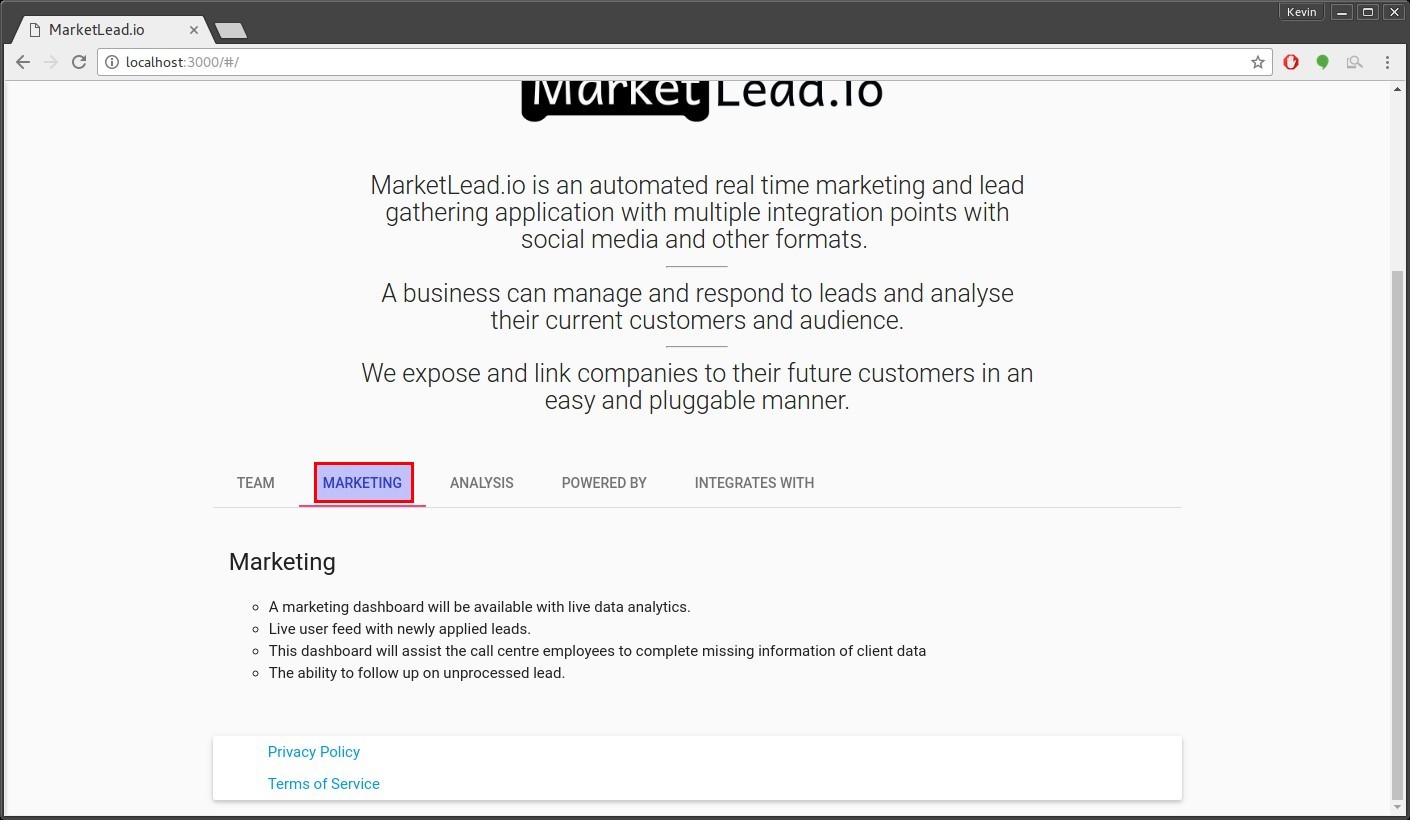 MarketLead.io
Kevin
localhost:3000/#/
Market Lead.io
MarketLead.io is an automated real time marketing and lead
gathering application with multiple integration points with
social media and other formats.
A business can manage and respond to leads and analyse
their current customers and audience.
We expose and link companies to their future customers in an
easy and pluggable manner.
TEAM MARKETING ANALYSIS POWERED BY INTEGRATES WITH
Marketing
A marketing dashboard will be available with live data analytics.
Live user feed with newly applied leads.
This dashboard will assist the call centre employees to complete missing information of client data
The ability to follow up on unprocessed lead.
Privacy Policy
Terms of Service